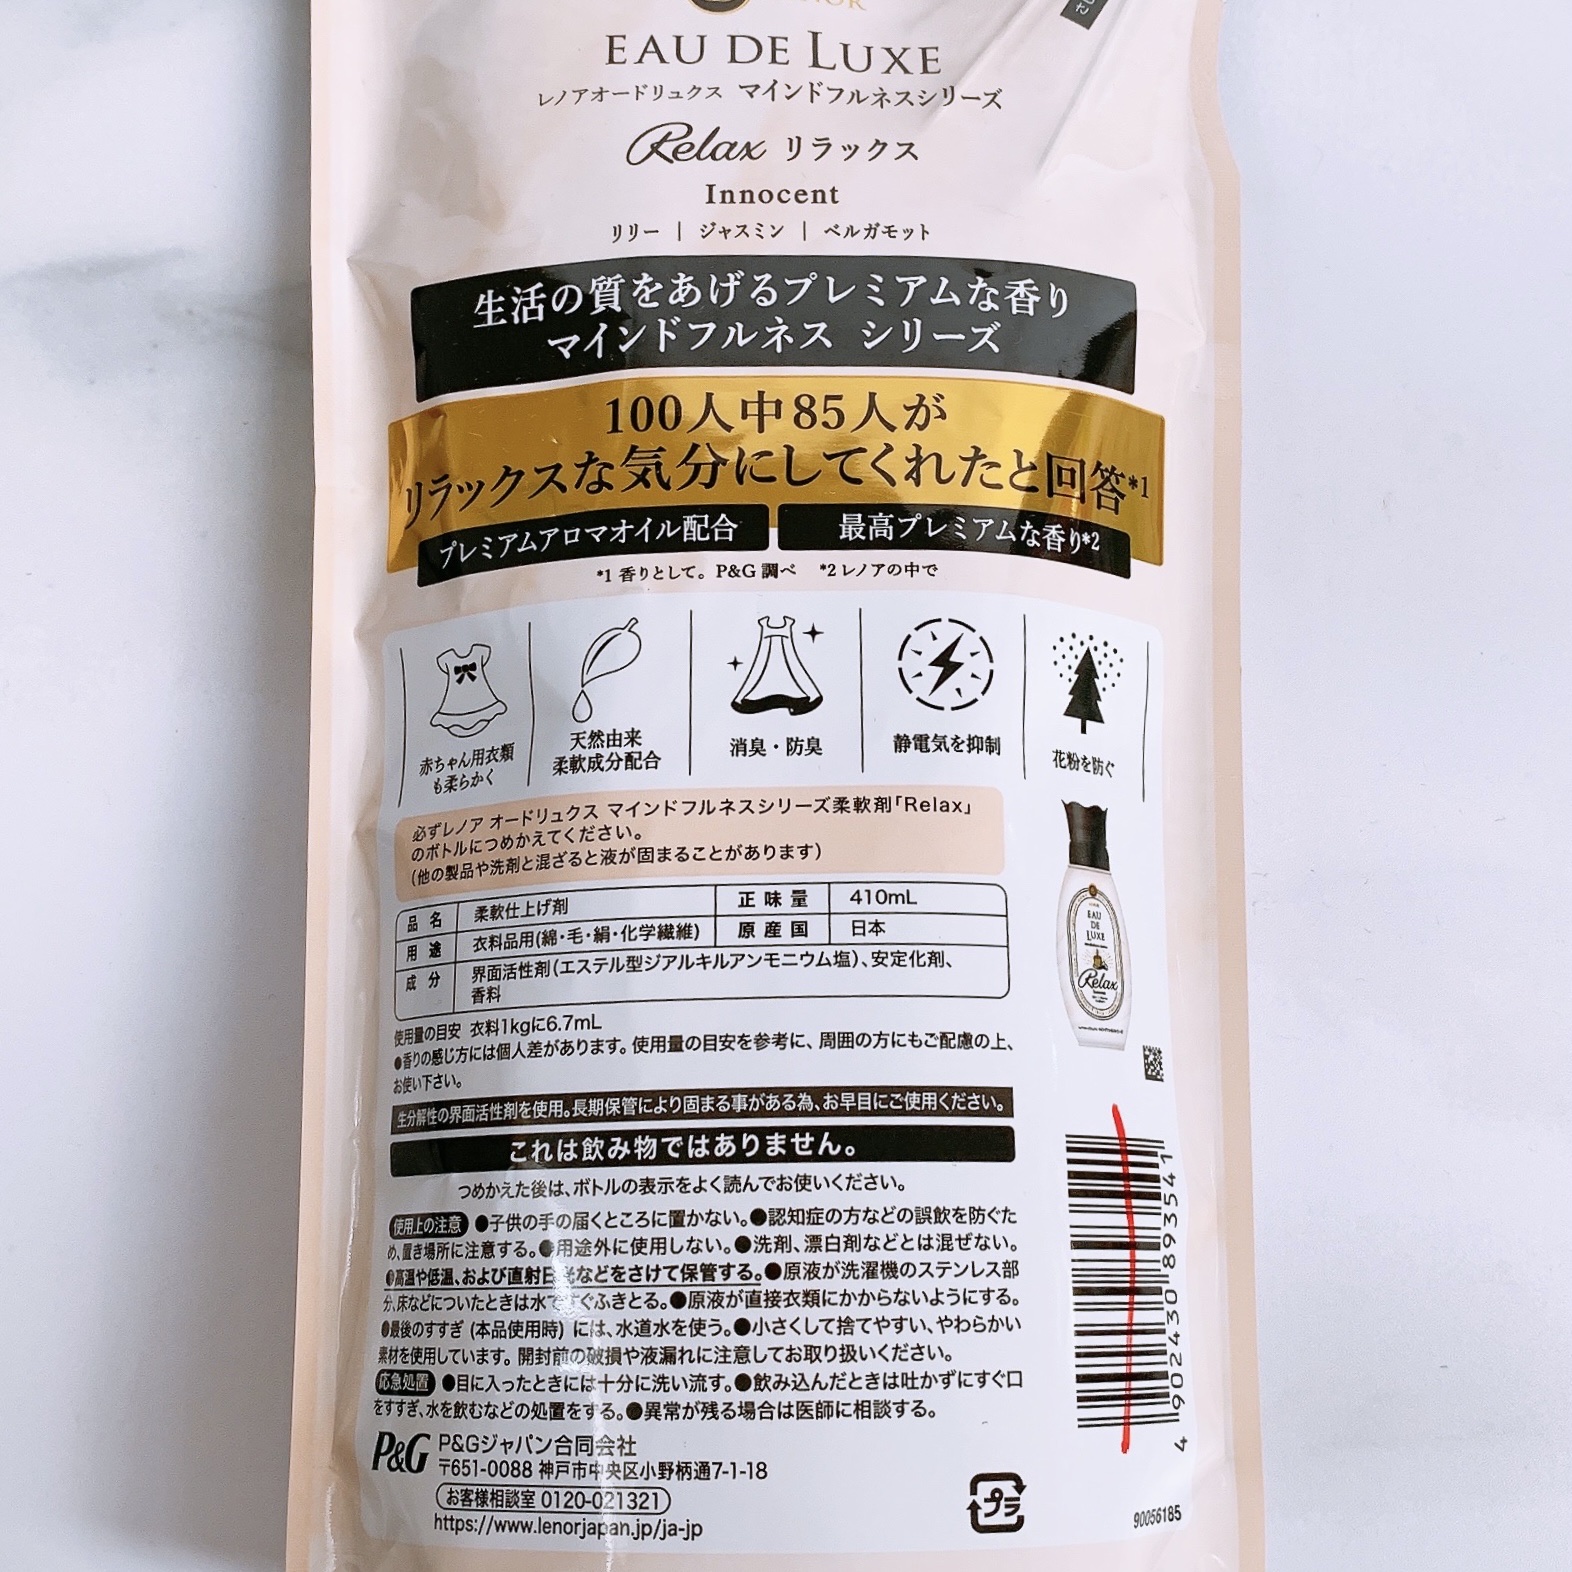 EAU DE LUXE
レノアオードリュクス マインドフルネスシリーズ
Relax リラックス
Innocent
リリー | ジャスミン | ベルガモット
生活の質をあげるプレミアムな香り
マインドフルネス シリーズ
100人中85人が
リラックスな気分にしてくれたと回答*1
プレミアムアロマオイル配合
最高プレミアムな香り*2
*1 香りとして。P&G 調べ *2 レノアの中で
赤ちゃん用衣類
も柔らかく
天然由来
柔軟成分配合
消臭・防臭
静電気を抑制
花粉を防ぐ
必ずレノア オードリュクス マインドフルネスシリーズ柔軟剤「Relax」
のボトルにつめかえてください。
(他の製品や洗剤と混ざると液が固まることがあります)
品名 柔軟仕上げ剤 正味量 410mL
用途 衣料品用(綿・毛・絹・化学繊維) 原産国 日本
成分 界面活性剤(エステル型ジアルキルアンモニウム塩)、安定化剤、
香料
使用量の目安 衣料1kgに6.7mL
●香りの感じ方には個人差があります。使用量の目安を参考に、周囲の方にもご配慮の上、
お使い下さい。
生分解性の界面活性剤を使用。長期保管により固まる事がある為、お早目にご使用ください。
これは飲み物ではありません。
つめかえた後は、ボトルの表示をよく読んでお使いください。
使用上の注意 ●子供の手の届くところに置かない。●認知症の方などの誤飲を防ぐた
め、置き場所に注意する。●用途外に使用しない。●洗剤、漂白剤などとは混ぜない。
●高温や低温、および直射日光などをさけて保管する。●原液が洗濯機のステンレス部
分、床などについたときは水ですぐふきとる。●原液が直接衣類にかからないようにする。
●最後のすすぎ (本品使用時) には、水道水を使う。●小さくして捨てやすい、やわらかい
素材を使用しています。開封前の破損や液漏れに注意してお取り扱いください。
応急処置 ●目に入ったときには十分に洗い流す。●飲み込んだときは吐かずにすぐ口
をすすぎ、水を飲むなどの処置をする。●異常が残る場合は医師に相談する。
P&G P&Gジャパン合同会社
〒651-0088 神戸市中央区小野柄通7-1-18
お客様相談室 0120-021321
https://www.lenorjapan.jp/ja-jp
EAU
DE
LUXE
Relax
4 902430 893541
プラ
90056185